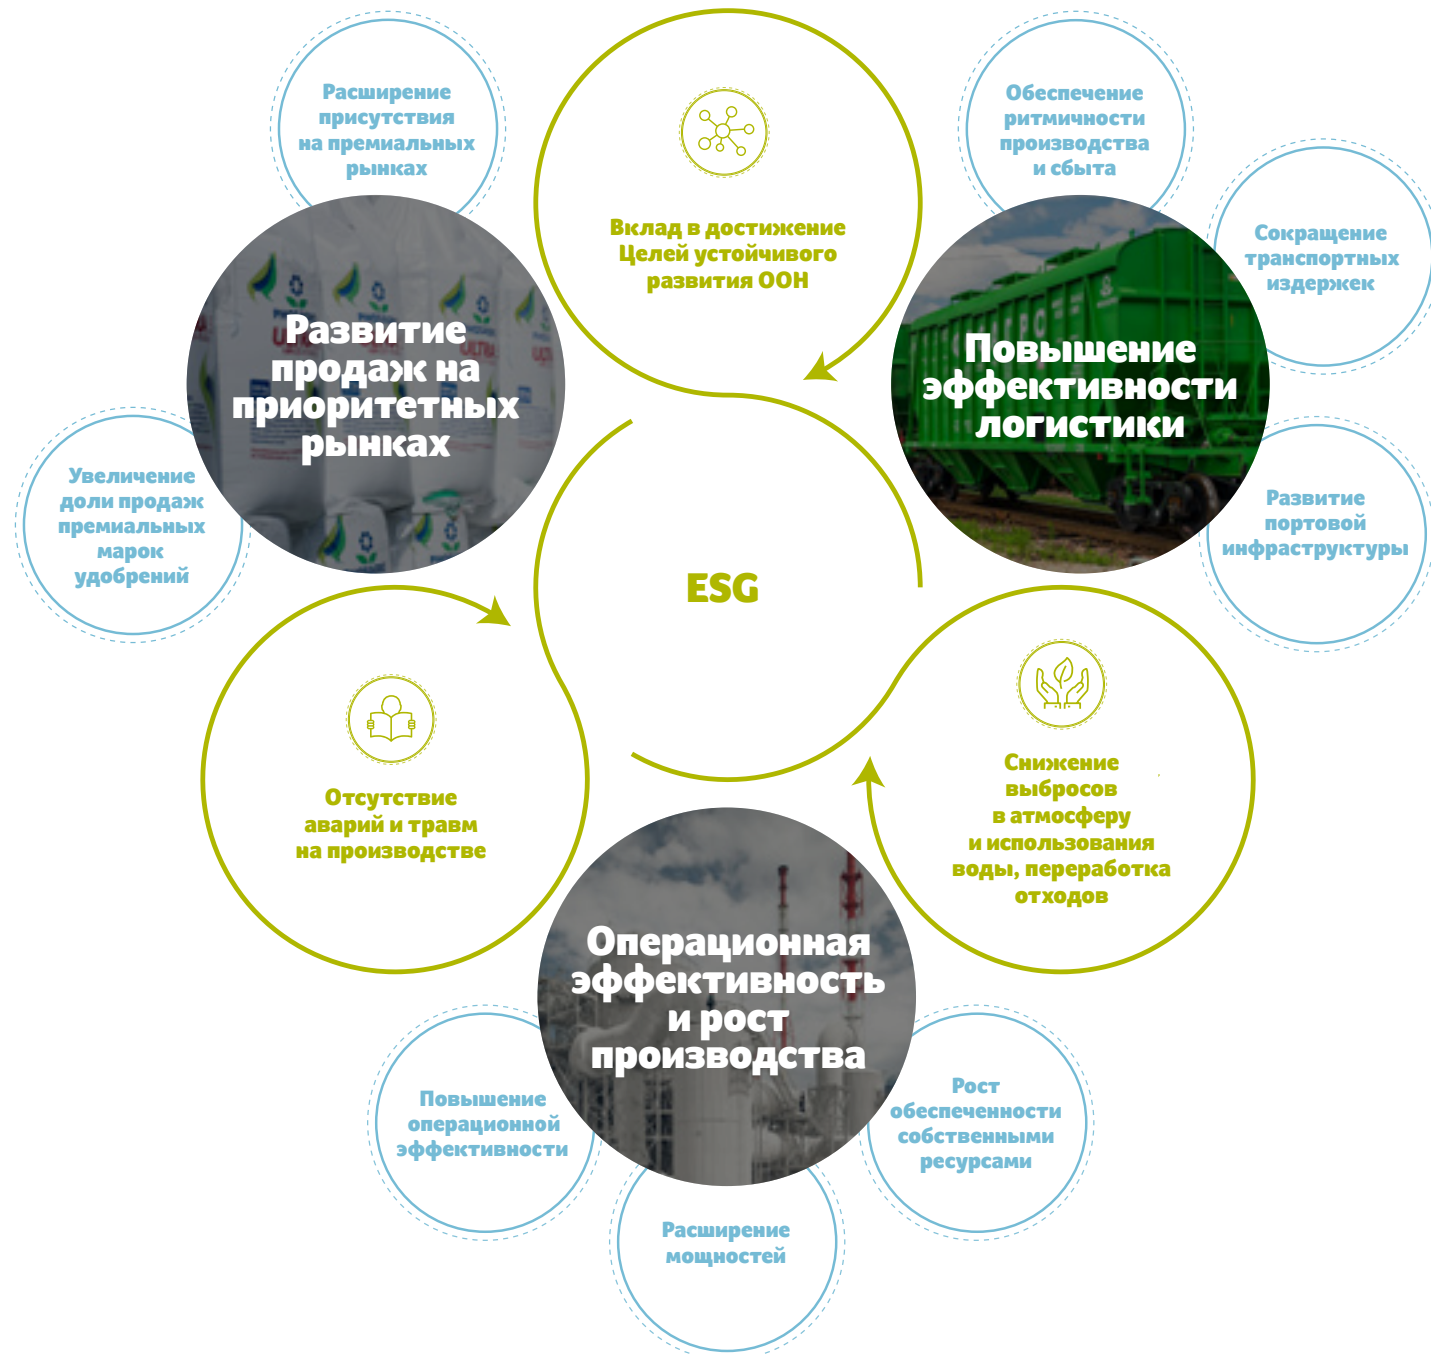 Расширение
присутствия
на премиальных
рынках
Вклад в достижение
Целей устойчивого
развития ООН
Обеспечение
ритмичности
производства
и сбыта
Сокращение
транспортных
издержек
Развитие
продаж на
приоритетных
рынках
Повышение
эффективности
логистики
Увеличение
доли продаж
премиальных
марок
удобрений
Развитие
портовой
инфраструктуры
ESG
Отсутствие
аварий и травм
на производстве
Снижение
выбросов
в атмосферу
и использования
воды, переработка
отходов
Операционная
эффективность
и рост
производства
Повышение
операционной
эффективности
Расширение
мощностей
Рост
обеспеченности
собственными
ресурсами